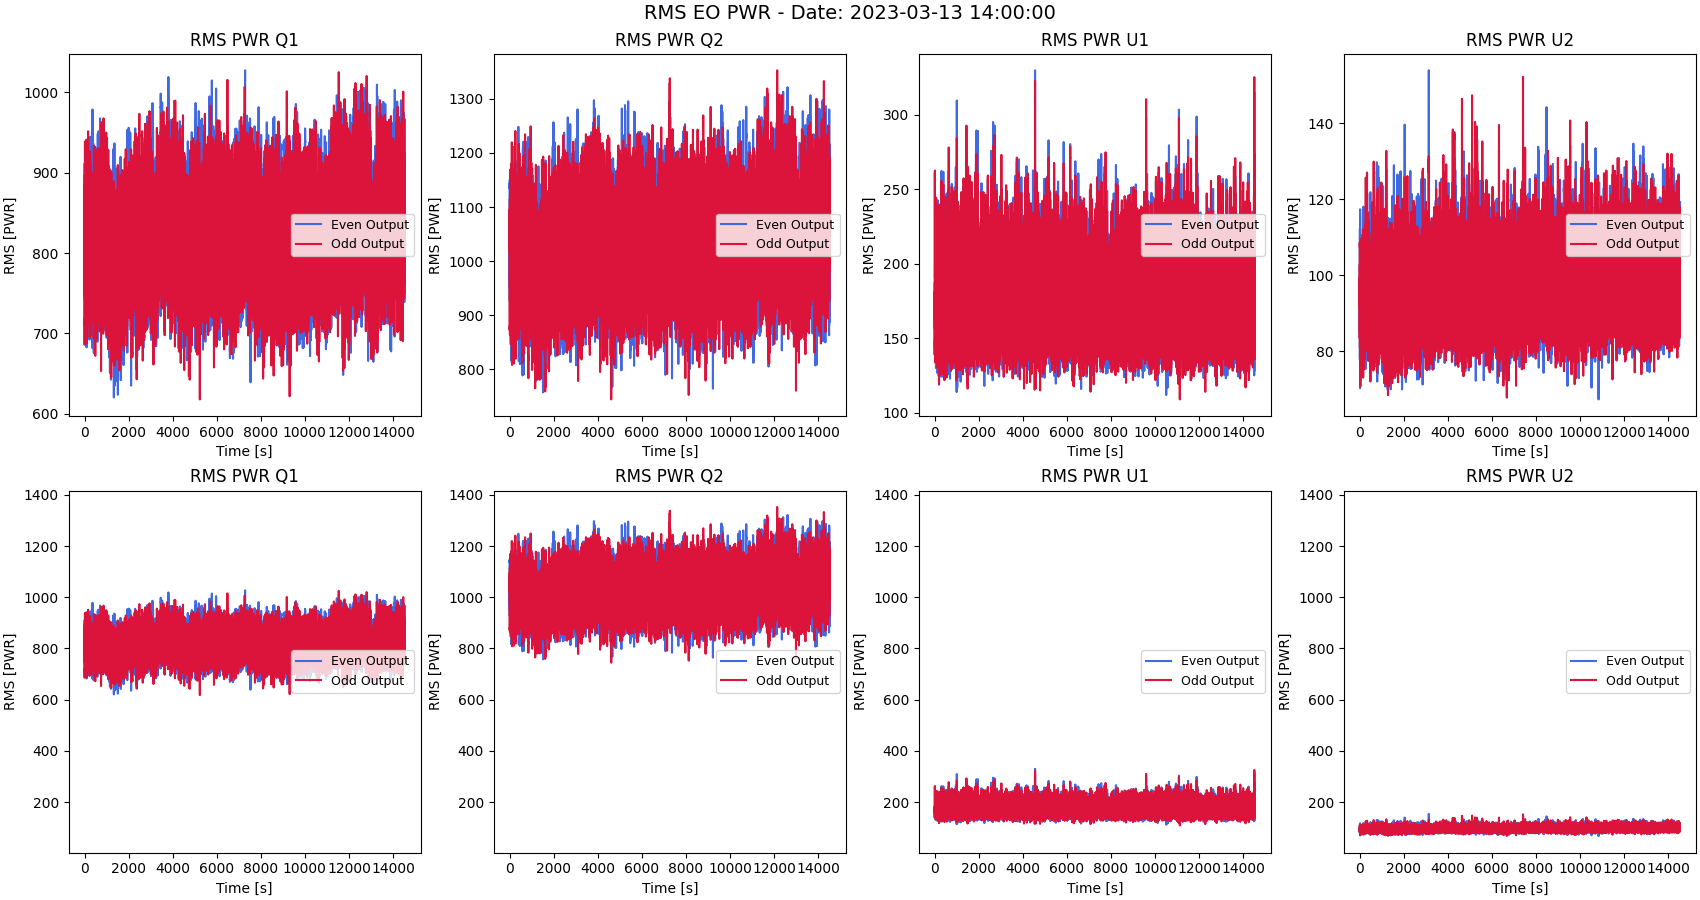 RMS EO PWR - Date: 2023-03-13 14:00:00
RMS PWR Q1
RMS [PWR]
1000
900
800
700
600
Even Output
Odd Output
0 2000 4000 6000 8000 10000 12000 14000
Time [s]
RMS PWR Q2
RMS [PWR]
1300
1200
1100
1000
900
800
Even Output
Odd Output
0 2000 4000 6000 8000 10000 12000 14000
Time [s]
RMS PWR U1
RMS [PWR]
300
250
200
150
100
Even Output
Odd Output
0 2000 4000 6000 8000 10000 12000 14000
Time [s]
RMS PWR U2
RMS [PWR]
140
120
100
80
Even Output
Odd Output
0 2000 4000 6000 8000 10000 12000 14000
Time [s]
RMS PWR Q1
RMS [PWR]
1400
1200
1000
800
600
400
200
Even Output
Odd Output
0 2000 4000 6000 8000 10000 12000 14000
Time [s]
RMS PWR Q2
RMS [PWR]
1400
1200
1000
800
600
400
200
Even Output
Odd Output
0 2000 4000 6000 8000 10000 12000 14000
Time [s]
RMS PWR U1
RMS [PWR]
1400
1200
1000
800
600
400
200
Even Output
Odd Output
0 2000 4000 6000 8000 10000 12000 14000
Time [s]
RMS PWR U2
RMS [PWR]
1400
1200
1000
800
600
400
200
Even Output
Odd Output
0 2000 4000 6000 8000 10000 12000 14000
Time [s]